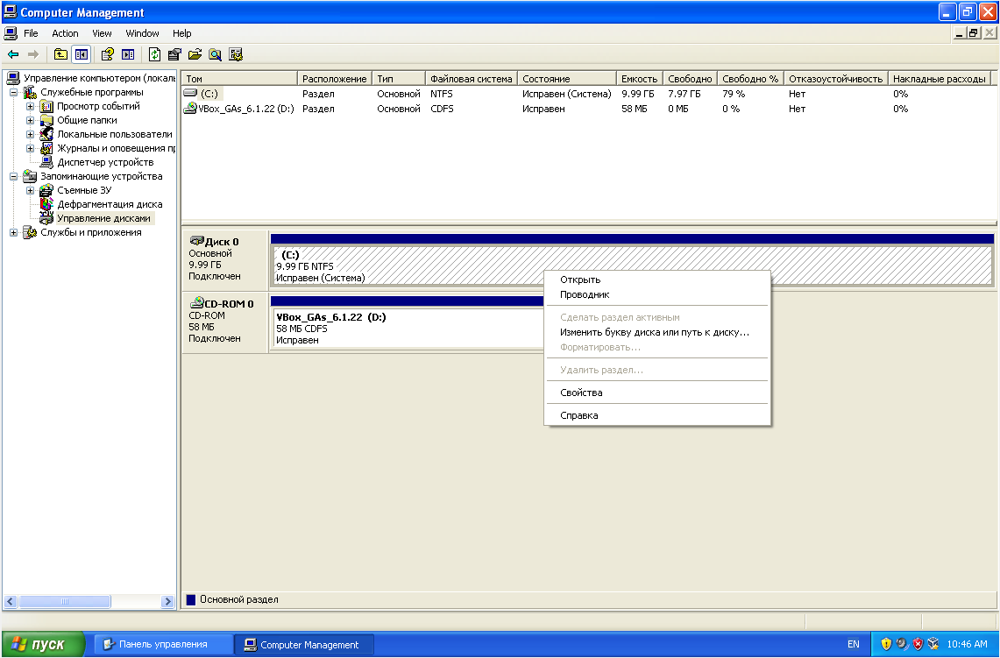 Computer Management
File Action View Window Help
Управление компьютером (локаль
Служебные программы
Просмотр событий
Общие папки
Локальные пользователи
Журналы и оповещения пр
Диспетчер устройств
Запоминающие устройства
Съемные ЗУ
Дефрагментация диска
Управление дисками
Службы и приложения
Том Расположение Тип Файловая система Состояние Емкость Свободно Свободно % Отказоустойчивость Накладные расходы
(C:) Раздел Основной NTFS Исправен (Система) 9.99 ГБ 7.97 ГБ 79 % Нет 0%
VBox_GAs_6.1.22 (D:) Раздел Основной CDFS Исправен 58 МБ 0 МБ 0 % Нет 0%
Диск 0
Основной
9.99 ГБ
Подключен
(C:)
9.99 ГБ NTFS
Исправен (Система)
CD-ROM 0
CD-ROM
58 МБ
Подключен
VBox_GAs_6.1.22 (D:)
58 МБ CDFS
Исправен
Открыть
Проводник
Сделать раздел активным
Изменить букву диска или путь к диску...
Форматировать...
Удалить раздел...
Свойства
Справка
Основной раздел
пуск Панель управления Computer Management EN 10:46 AM